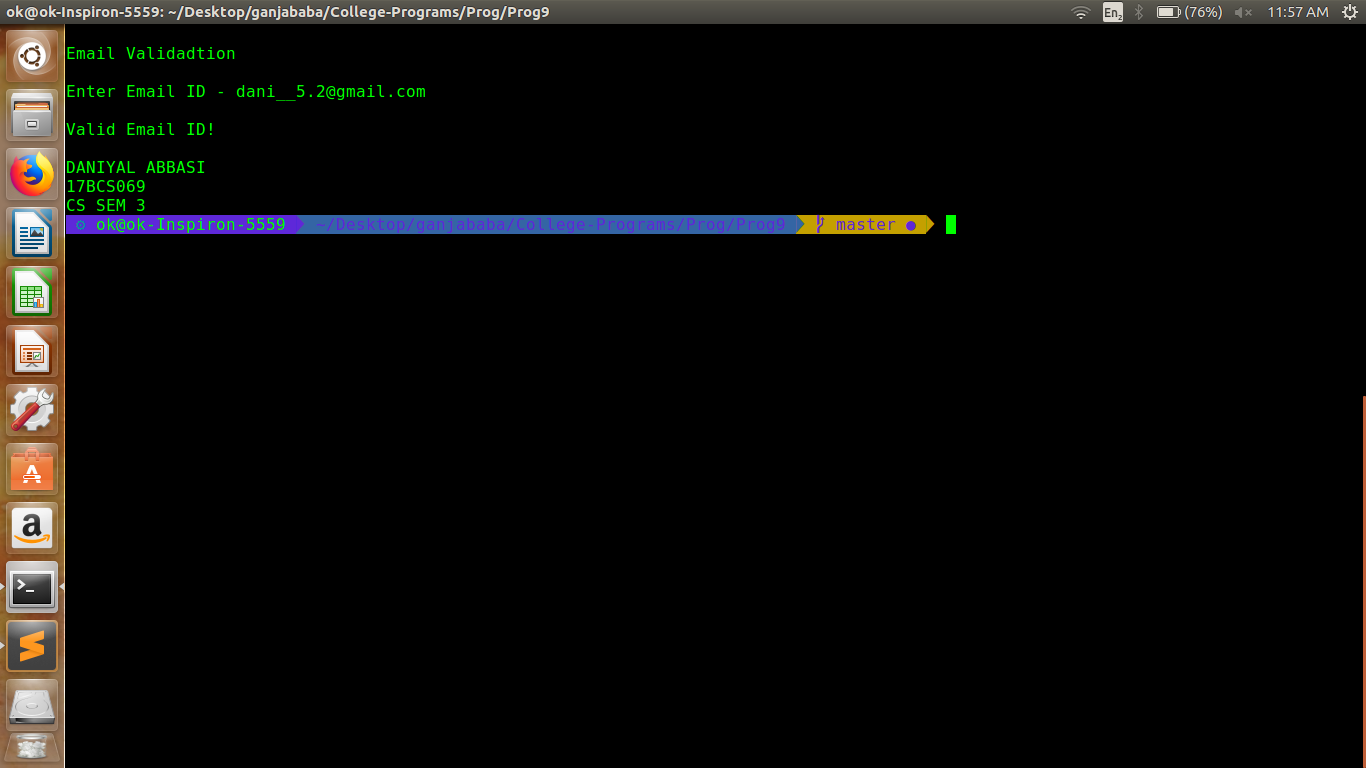 ok@ok-Inspiron-5559: ~/Desktop/ganjababa/College-Programs/Prog/Prog9
En2 (76%) 11:57 AM
Email Validadtion
Enter Email ID - dani__5.2@gmail.com
Valid Email ID!
DANIYAL ABBASI
17BCS069
CS SEM 3
ok@ok-Inspiron-5559 ~/Desktop/ganjababa/College-Programs/Prog/Prog9 master ●